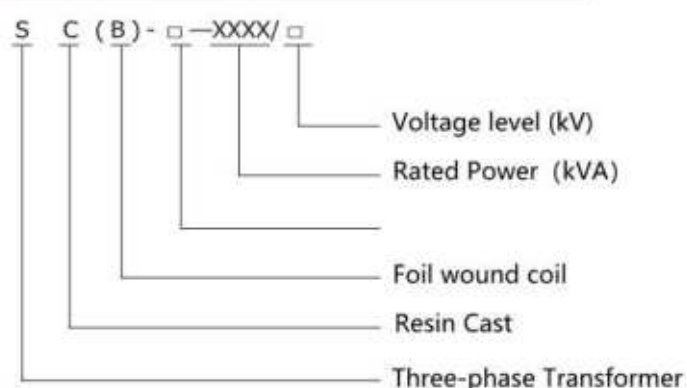 S C (B)-□—XXXX/□
Voltage level (kV)
Rated Power (kVA)
Foil wound coil
Resin Cast
Three-phase Transformer